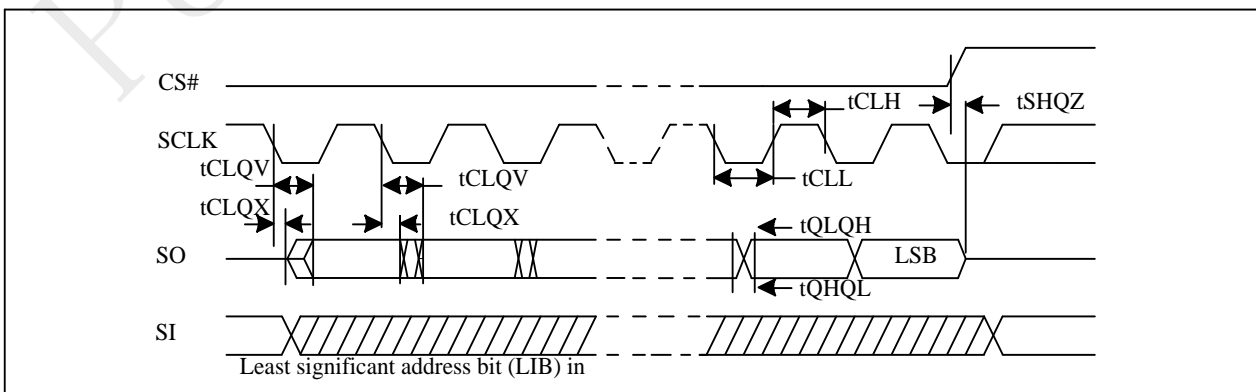 CS#
tCLH
tSHQZ
SCLK
tCLQV
tCLQV
tCLL
tCLQX
tCLQX
tQLQH
SO
LSB
tQHQL
SI
Least significant address bit (LIB) in